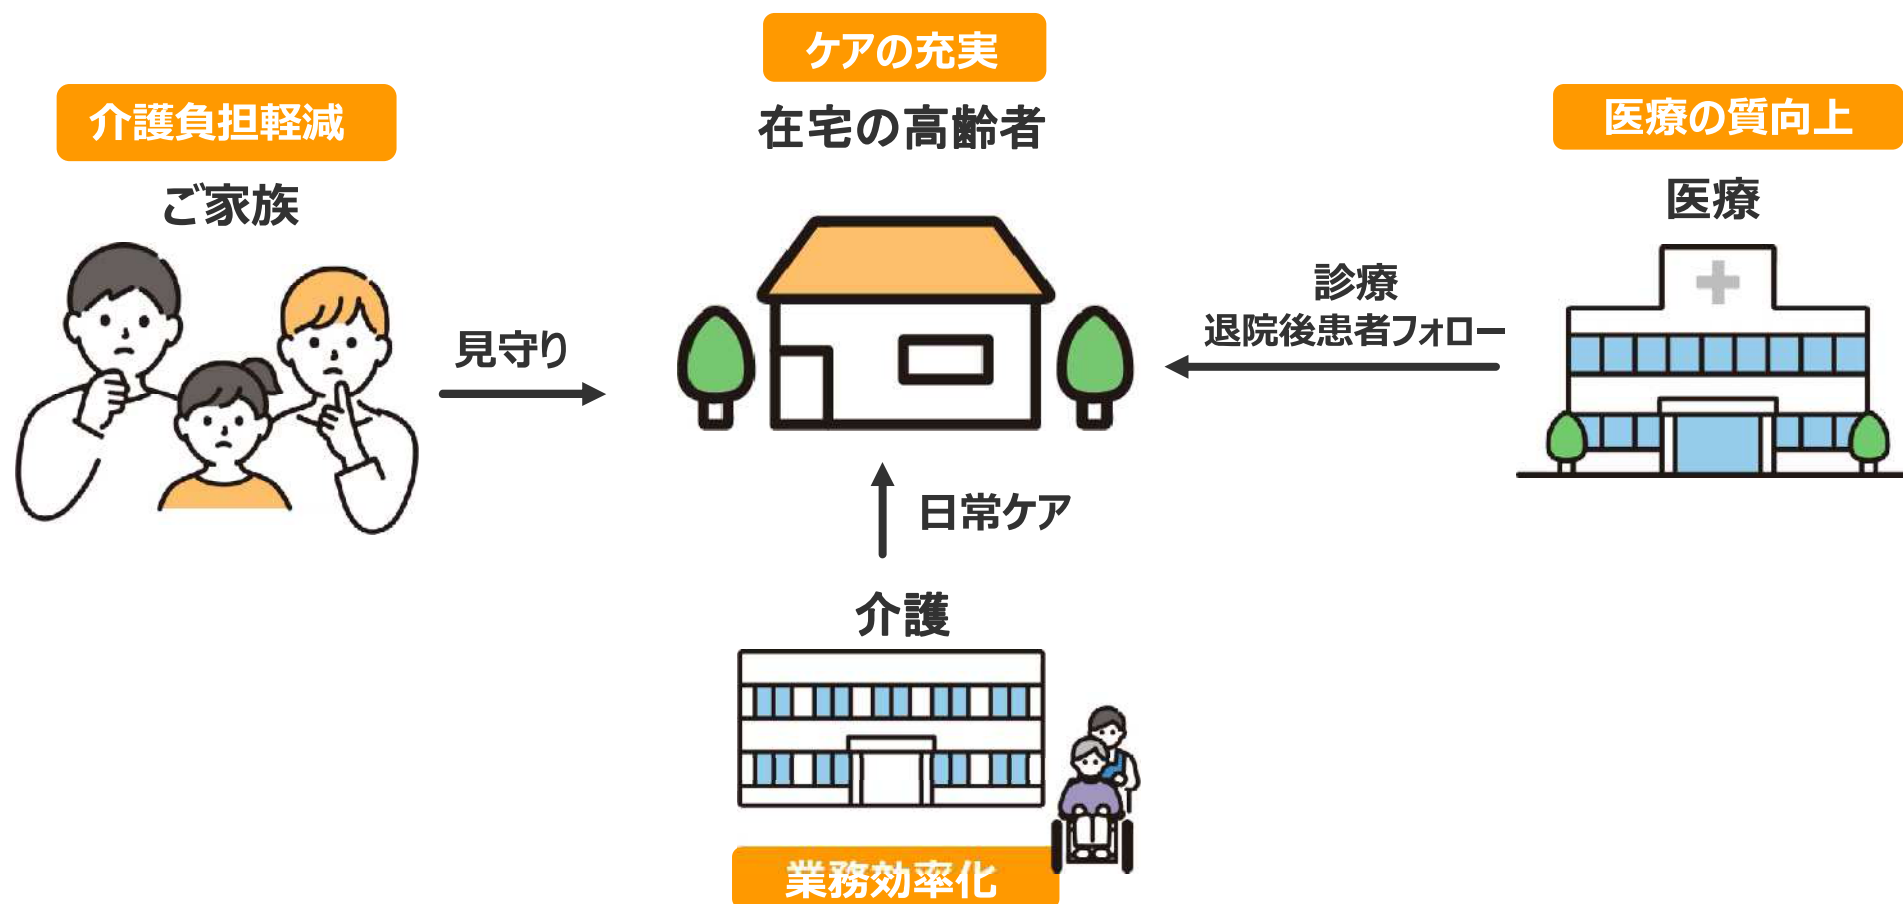 ケアの充実
在宅の高齢者
介護負担軽減
ご家族
見守り
医療の質向上
医療
診療
退院後患者フォロー
日常ケア
介護
業務効率化